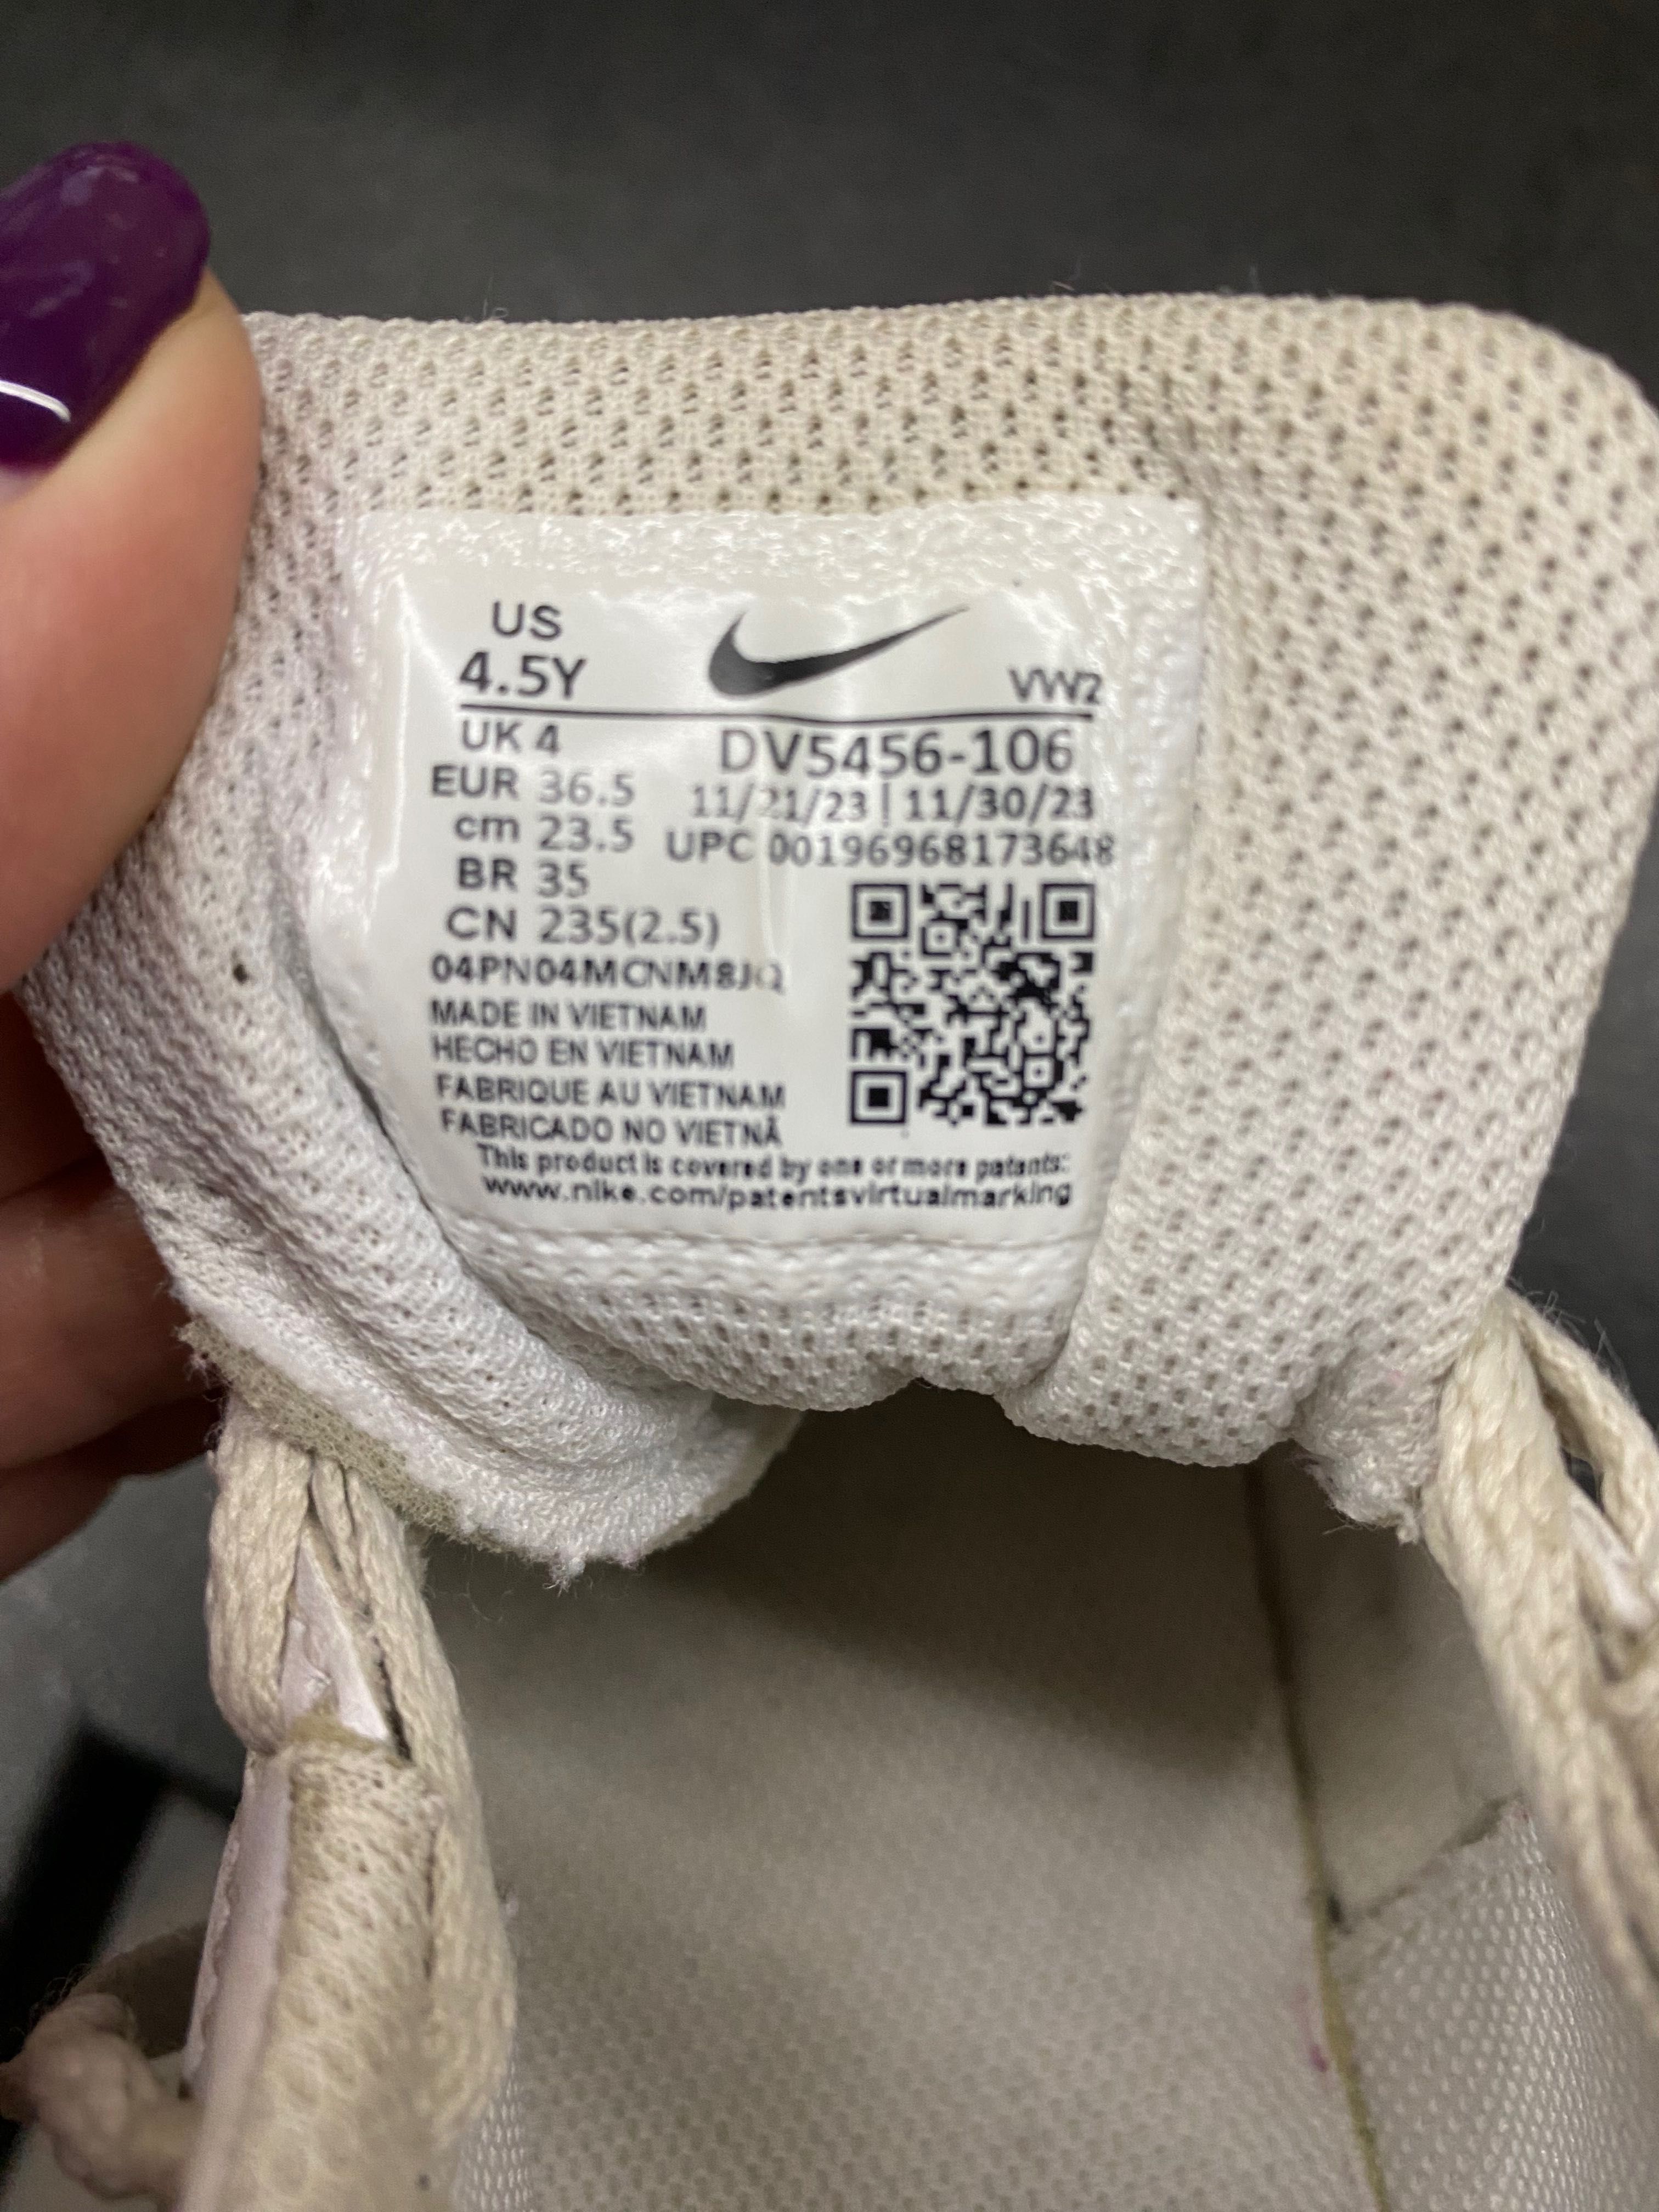 US
4.5Y
VW2
UK 4
DV5456-106
EUR 36.5
11/21/23 | 11/30/23
cm 23.5
UPC 00196968173648
BR 35
CN 235(2.5)
04PN04MCNM8JQ
MADE IN VIETNAM
HECHO EN VIETNAM
FABRIQUE AU VIETNAM
FABRICADO NO VIETNÃ
This product is covered by one or more patents:
www.nike.com/patentsvirtualmarking